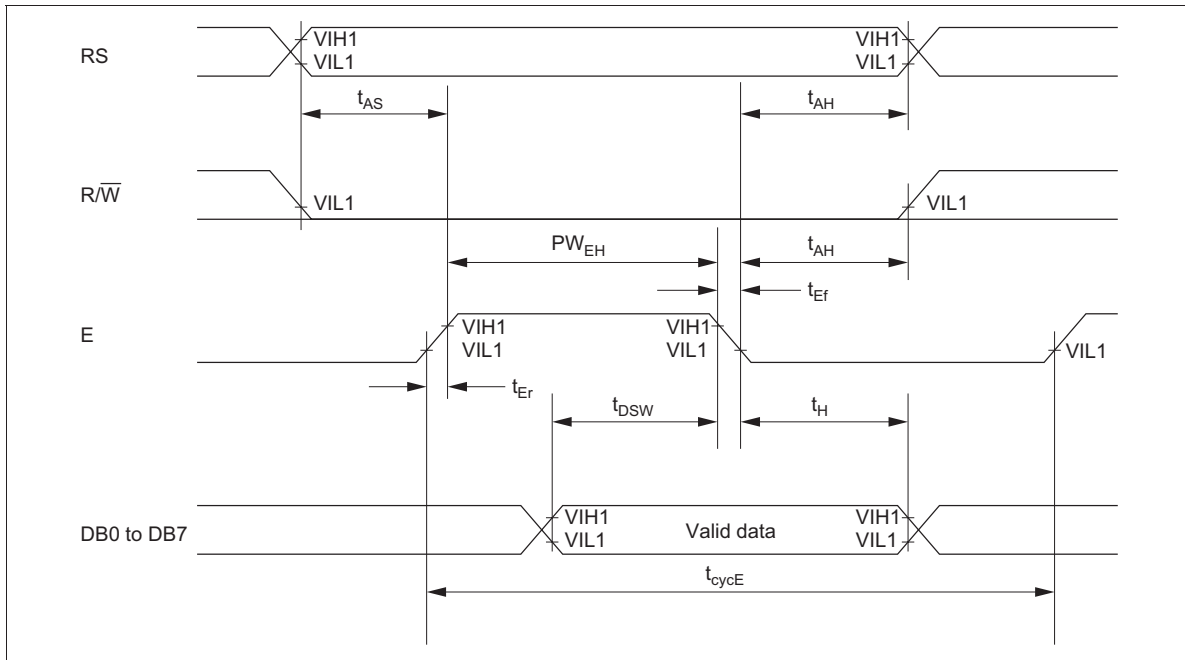 RS
VIH1
VIL1
VIH1
VIL1
tAS
tAH
R/W̅
VIL1
VIL1
PWEH
tAH
tEf
E
VIH1
VIL1
VIH1
VIL1
VIL1
tEr
tDSW
tH
DB0 to DB7
VIH1
VIL1
Valid data
VIH1
VIL1
tcycE